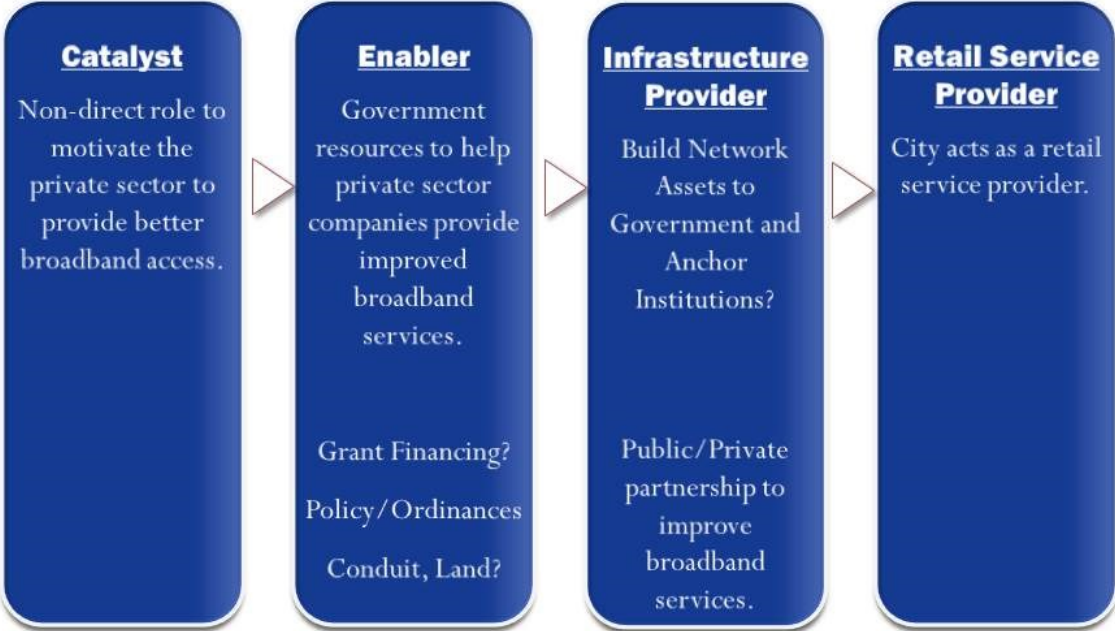 Catalyst
Non-direct role to
motivate the
private sector to
provide better
broadband access.
Enabler
Government
resources to help
private sector
companies provide
improved
broadband
services.
Grant Financing?
Policy/Ordinances
Conduit, Land?
Infrastructure
Provider
Build Network
Assets to
Government and
Anchor
Institutions?
Public/Private
partnership to
improve
broadband
services.
Retail Service
Provider
City acts as a retail
service provider.